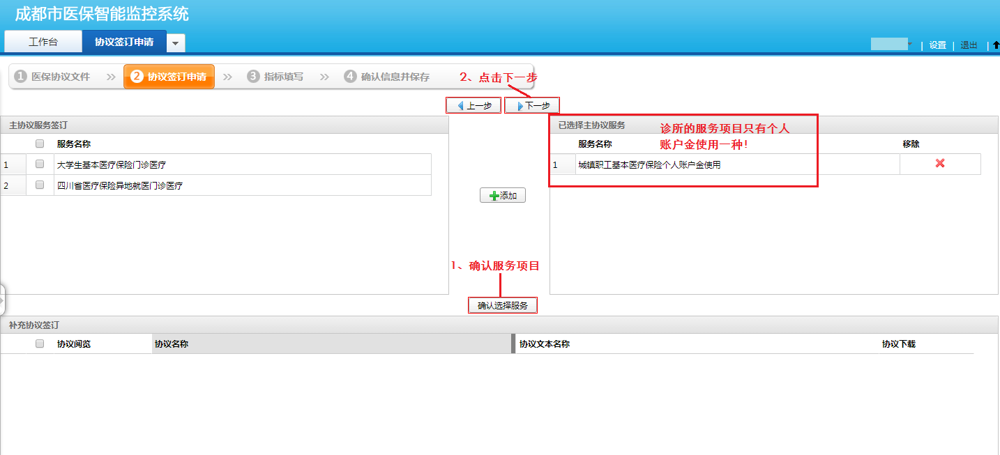 成都市医保智能监控系统
工作台
协议签订申请
设置
退出
1 医保协议文件 >> 2 协议签订申请 >> 3 指标填写 >> 4 确认信息并保存
2、点击下一步
上一步
下一步
主协议服务签订
服务名称
1 大学生基本医疗保险门诊医疗
2 四川省医疗保险异地就医门诊医疗
添加
已选择主协议服务
诊所的服务项目只有个人
账户金使用一种!
服务名称 移除
1 城镇职工基本医疗保险个人账户金使用
1、确认服务项目
确认选择服务
补充协议签订
协议阅览 协议名称 协议文本名称 协议下载